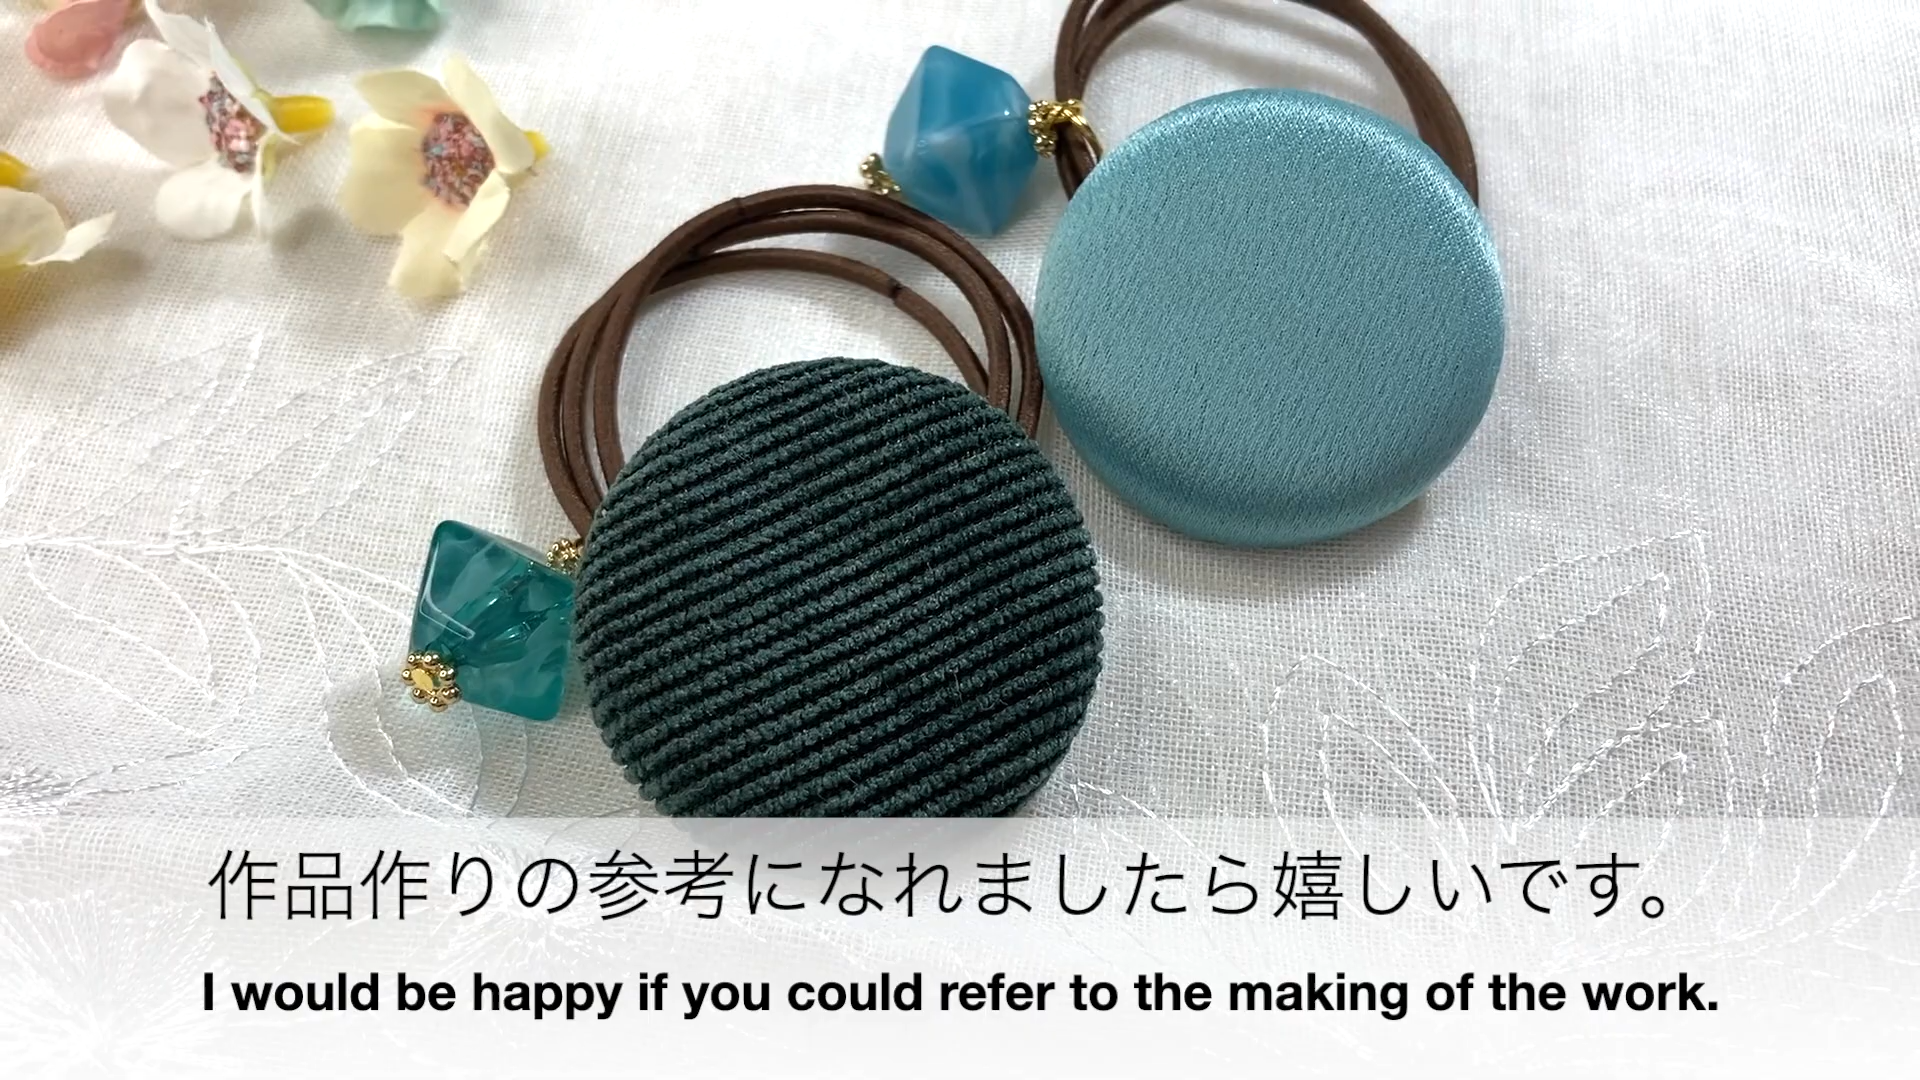 作品作りの参考になれましたら嬉しいです。
I would be happy if you could refer to the making of the work.